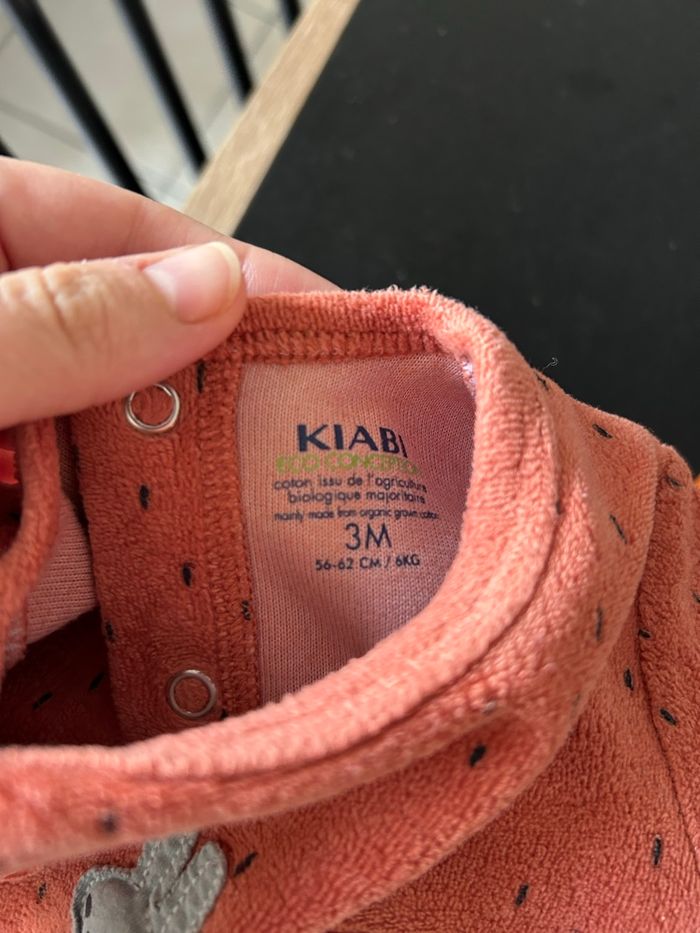 KIABI
ECO CONCEPTION
coton issu de l'agriculture
biologique majoritaire
mainly made from organic grown cotton
3M
56-62 CM / 6KG